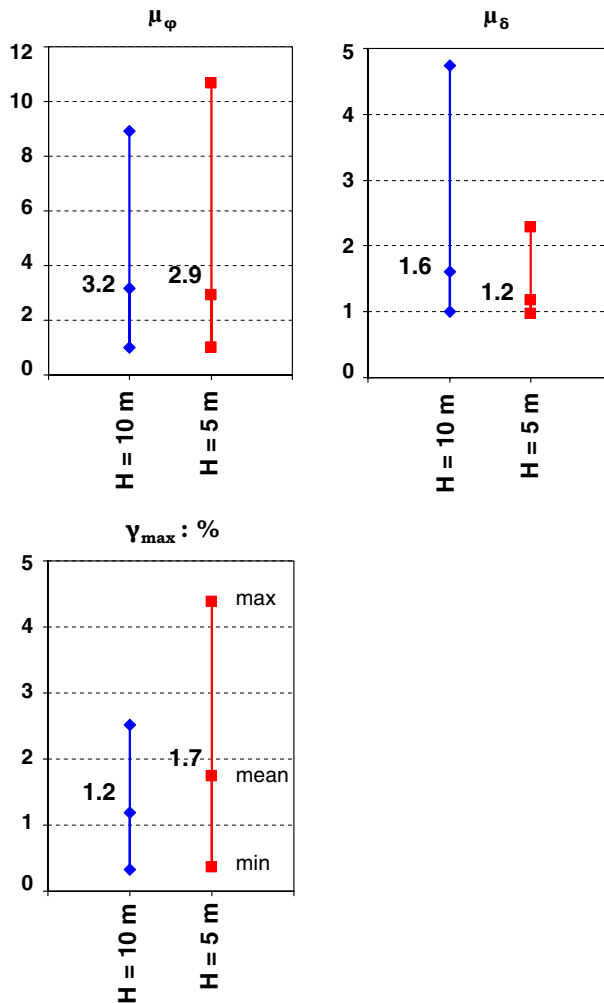 μφ
12
10
8
6
4
2
0
3.2
2.9
H = 10 m
H = 5 m
μδ
5
4
3
2
1
0
1.6
1.2
H = 10 m
H = 5 m
γmax : %
5
4
3
2
1
0
1.2
1.7
max
mean
min
H = 10 m
H = 5 m